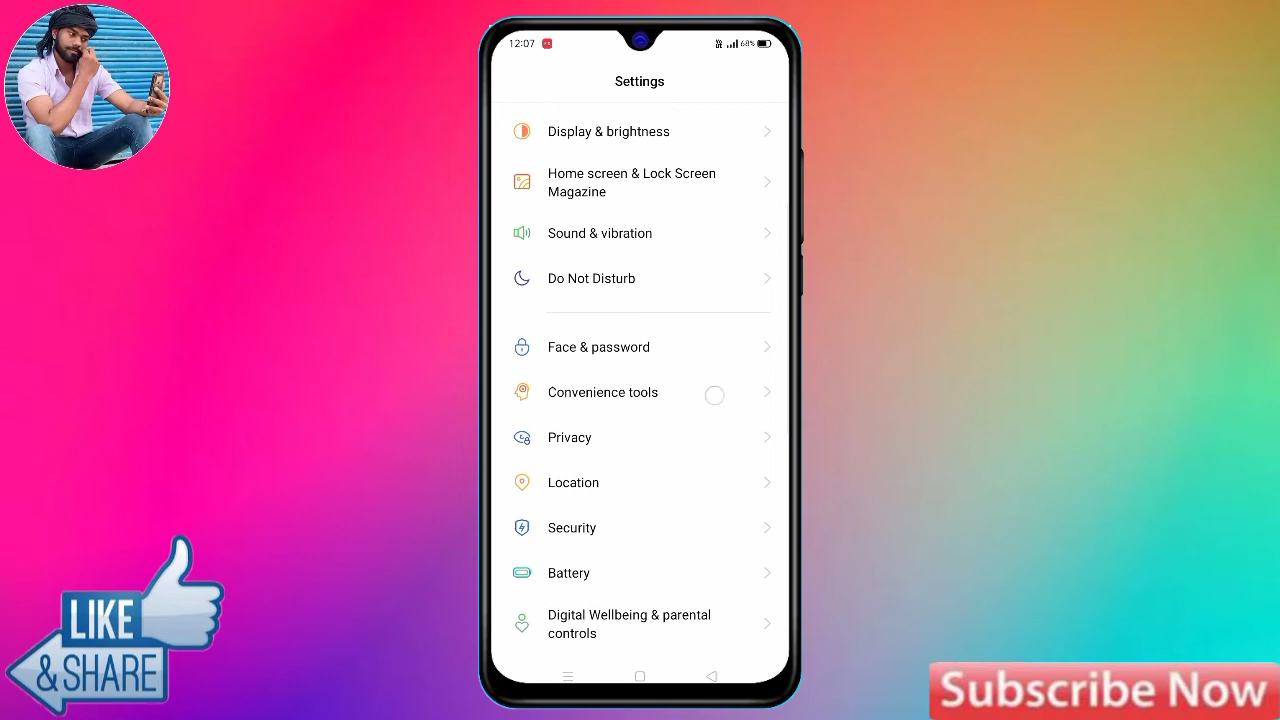 12:07
68%
Settings
Display & brightness
Home screen & Lock Screen
Magazine
Sound & vibration
Do Not Disturb
Face & password
Convenience tools
Privacy
Location
Security
Battery
Digital Wellbeing & parental
controls
LIKE
& SHARE
Subscribe Now